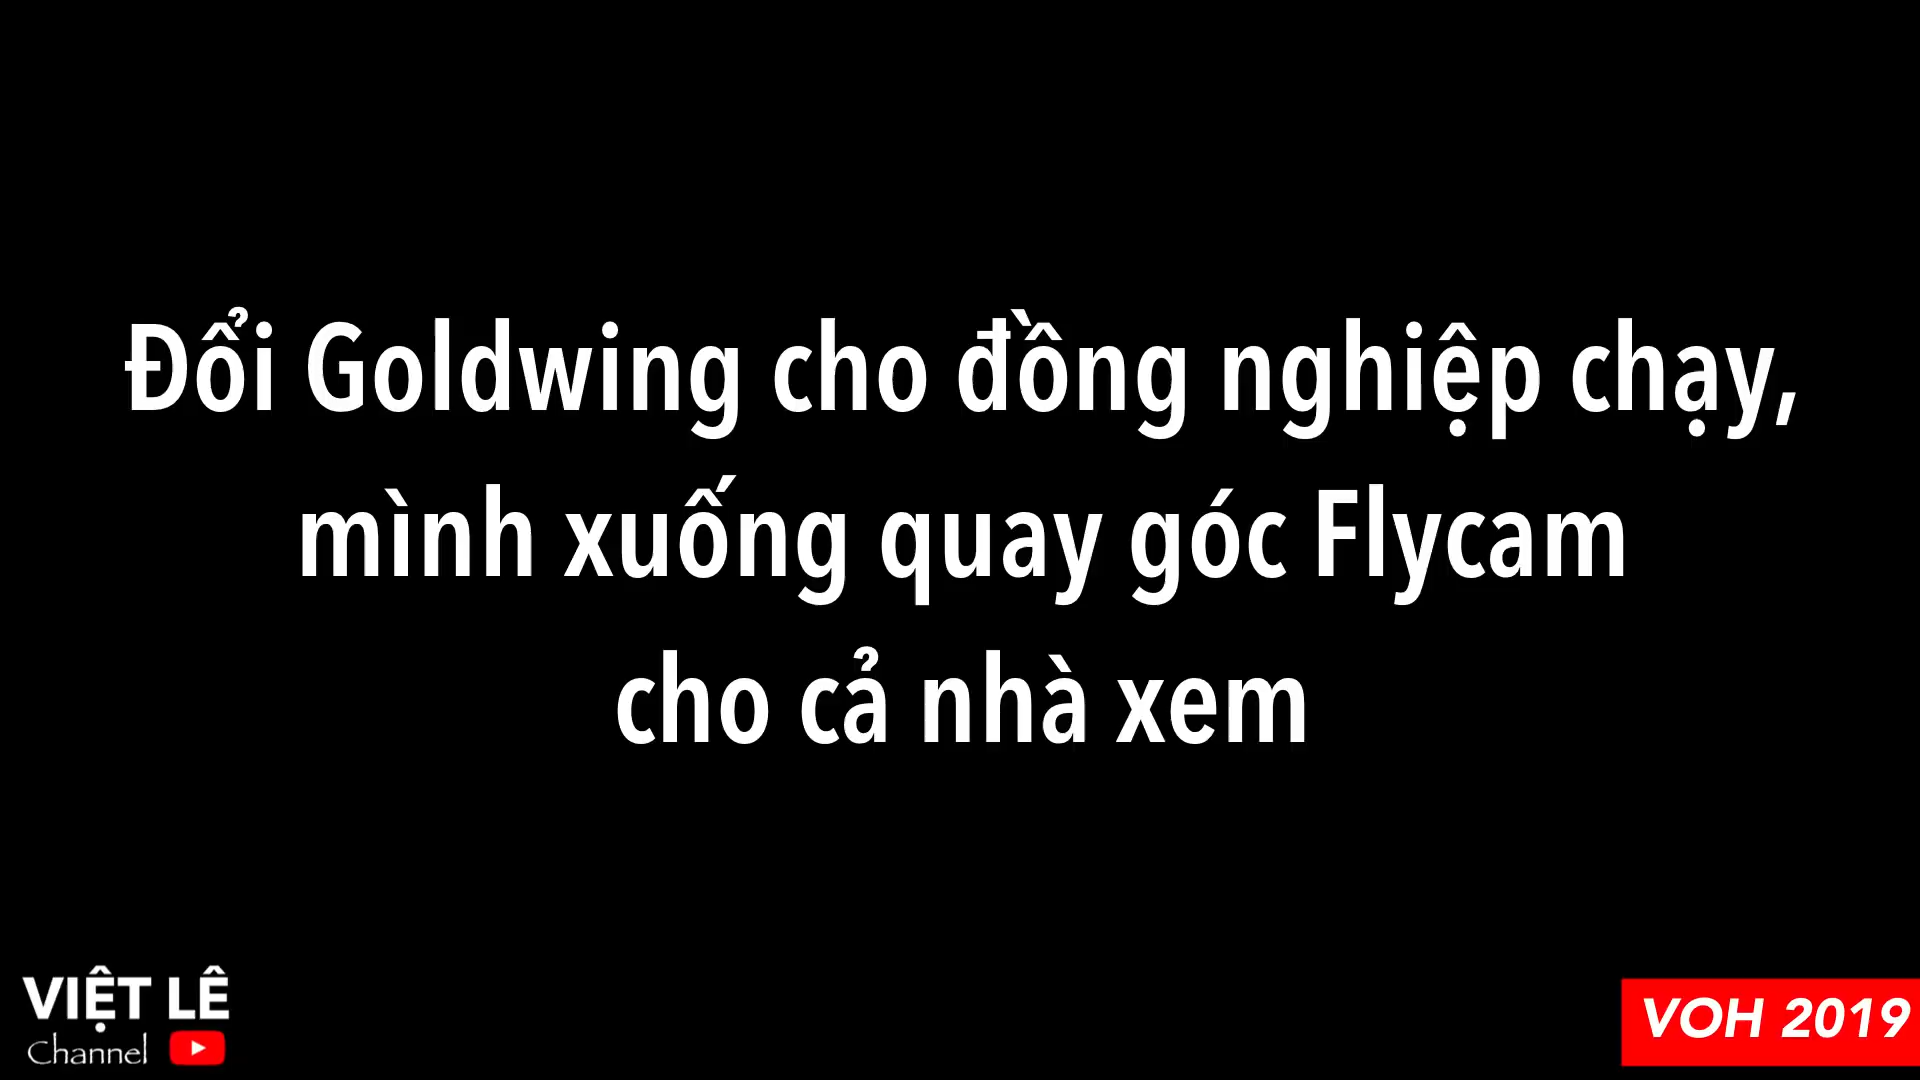 Đổi Goldwing cho đồng nghiệp chạy,
mình xuống quay góc Flycam
cho cả nhà xem
VIỆT LÊ
Channel
VOH 2019